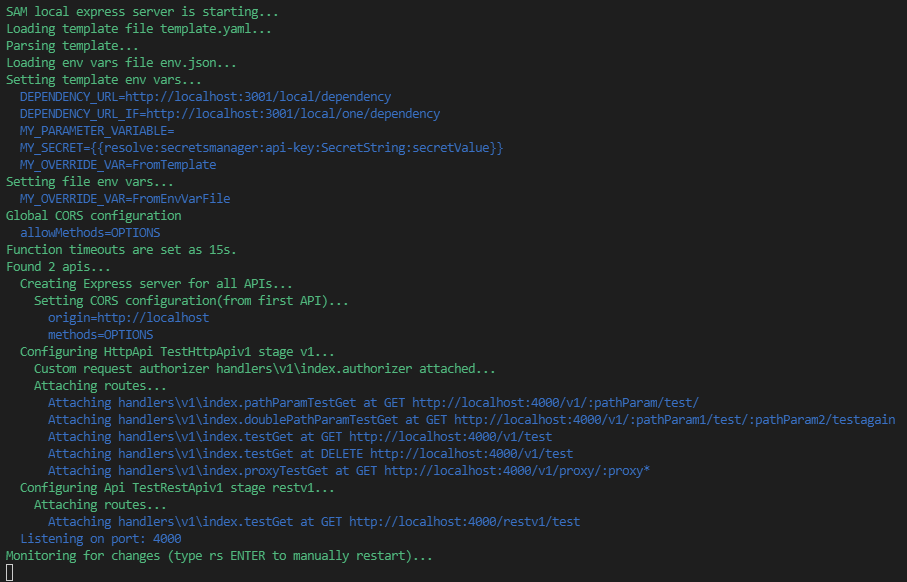 SAM local express server is starting...
Loading template file template.yaml...
Parsing template...
Loading env vars file env.json...
Setting template env vars...
DEPENDENCY_URL=http://localhost:3001/local/dependency
DEPENDENCY_URL_IF=http://localhost:3001/local/one/dependency
MY_PARAMETER_VARIABLE=
MY_SECRET={{resolve:secretsmanager:api-key:SecretString:secretValue}}
MY_OVERRIDE_VAR=FromTemplate
Setting file env vars...
MY_OVERRIDE_VAR=FromEnvVarFile
Global CORS configuration
allowMethods=OPTIONS
Function timeouts are set as 15s.
Found 2 apis...
Creating Express server for all APIs...
Setting CORS configuration(from first API)...
origin=http://localhost
methods=OPTIONS
Configuring HttpApi TestHttpApiv1 stage v1...
Custom request authorizer handlers\v1\index.authorizer attached...
Attaching routes...
Attaching handlers\v1\index.pathParamTestGet at GET http://localhost:4000/v1/:pathParam/test/
Attaching handlers\v1\index.doublePathParamTestGet at GET http://localhost:4000/v1/:pathParam1/test/:pathParam2/testagain
Attaching handlers\v1\index.testGet at GET http://localhost:4000/v1/test
Attaching handlers\v1\index.testGet at DELETE http://localhost:4000/v1/test
Attaching handlers\v1\index.proxyTestGet at GET http://localhost:4000/v1/proxy/:proxy*
Configuring Api TestRestApiv1 stage restv1...
Attaching routes...
Attaching handlers\v1\index.testGet at GET http://localhost:4000/restv1/test
Listening on port: 4000
Monitoring for changes (type rs ENTER to manually restart)...